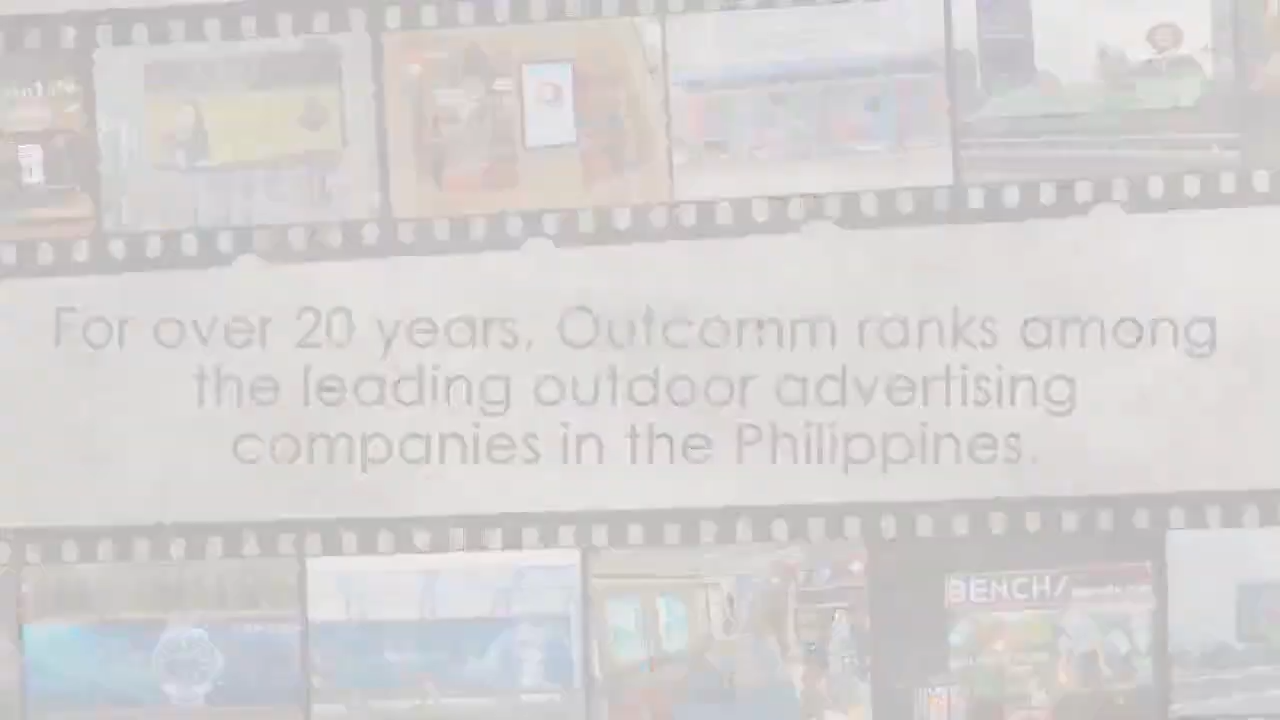 For over 20 years, Outcomm ranks among
the leading outdoor advertising
companies in the Philippines.
BENCH/